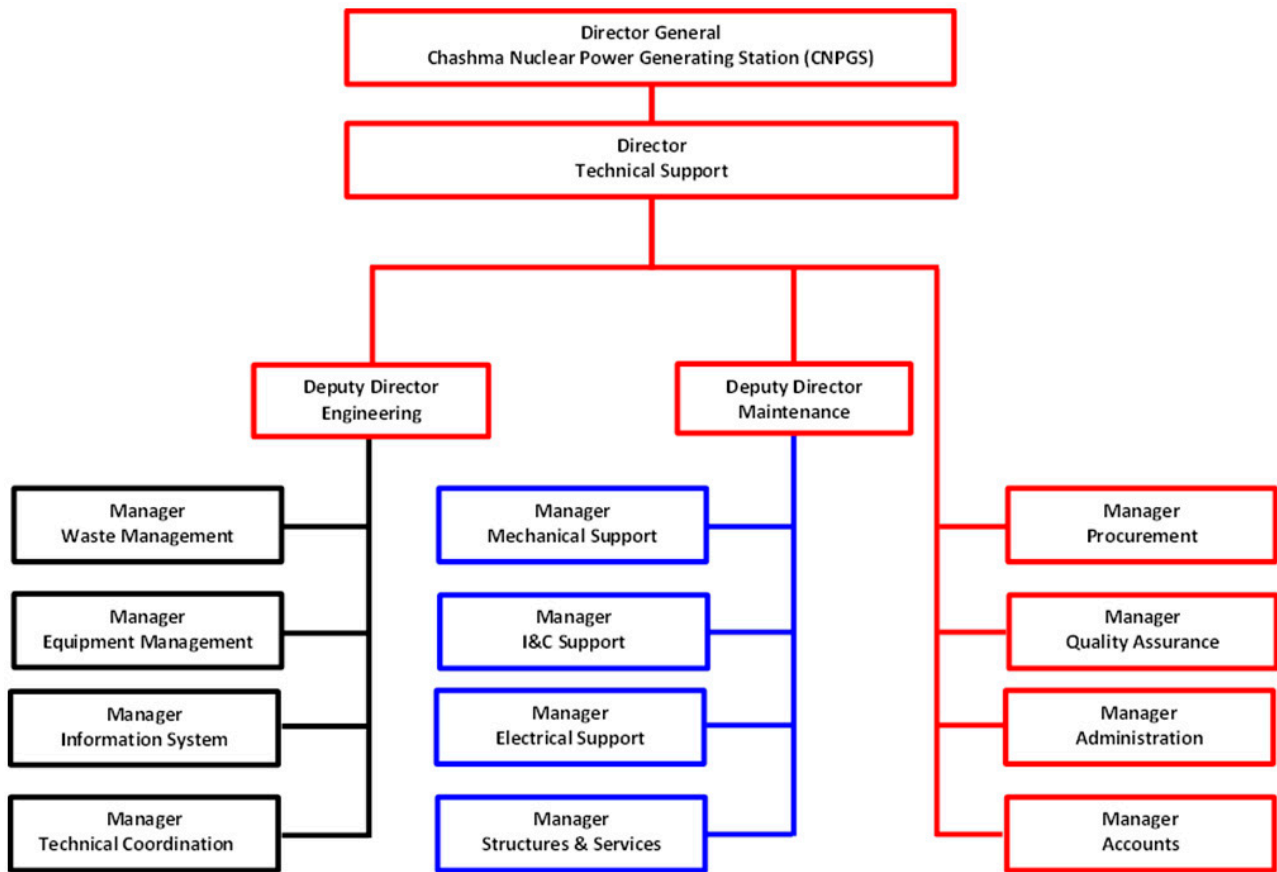 Director General
Chashma Nuclear Power Generating Station (CNPGS)
Director
Technical Support
Deputy Director
Engineering
Deputy Director
Maintenance
Manager
Waste Management
Manager
Equipment Management
Manager
Information System
Manager
Technical Coordination
Manager
Mechanical Support
Manager
I&C Support
Manager
Electrical Support
Manager
Structures & Services
Manager
Procurement
Manager
Quality Assurance
Manager
Administration
Manager
Accounts